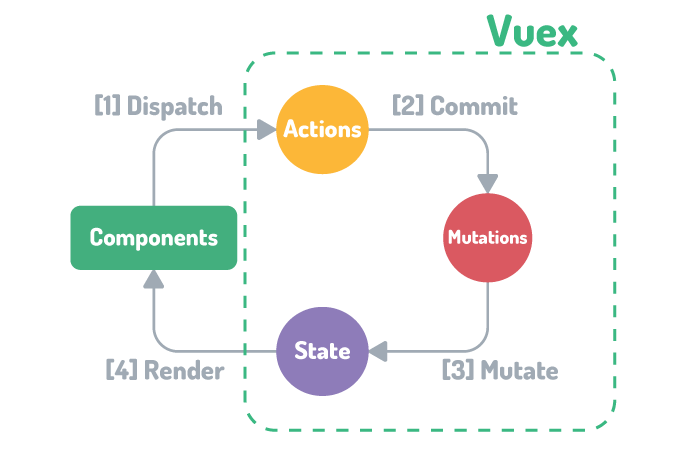 Vuex
[1] Dispatch
[2] Commit
Actions
Components
Mutations
State
[4] Render
[3] Mutate